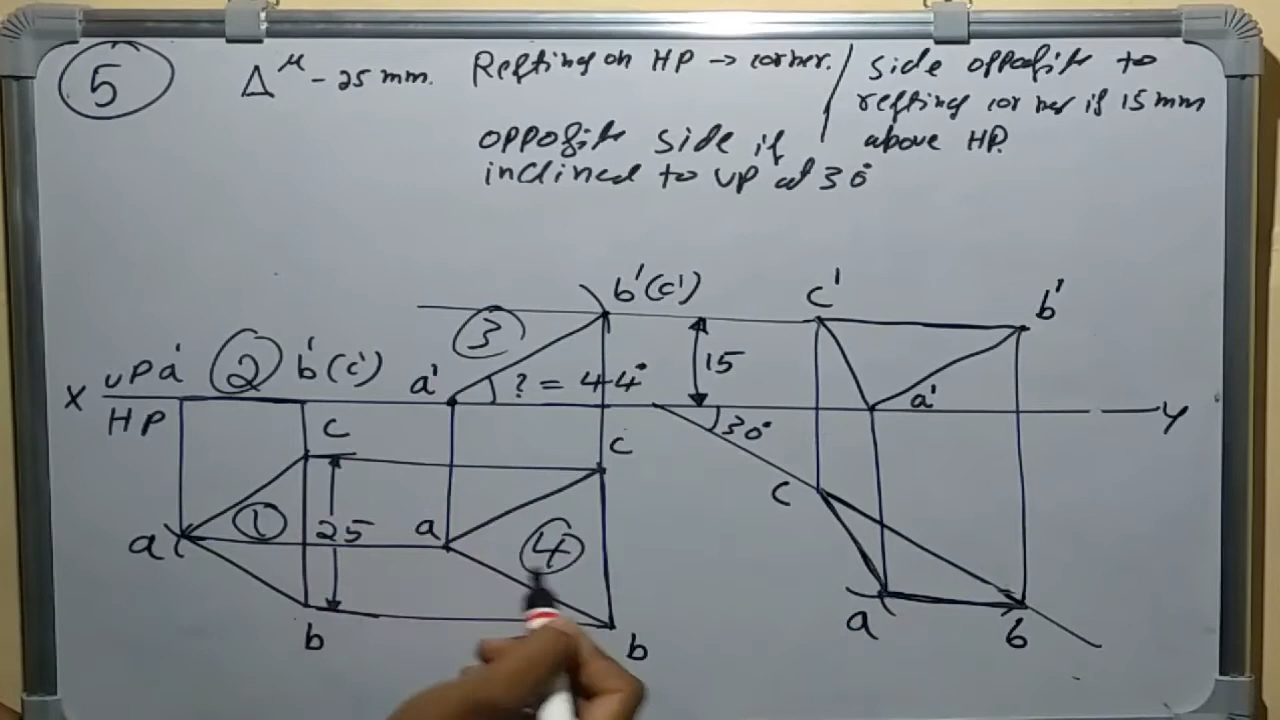 5
Δ^le – 25 mm. Resting on HP → corner. / side opposite to
resting corner is 15 mm
opposite side is / above HP.
inclined to VP at 30°
b'(c') c' b'
3
X VP a' 2 b'(c') a' ? = 44° 15 a' Y
HP c 30°
c
c
a 1 25 a 4
a b
b b